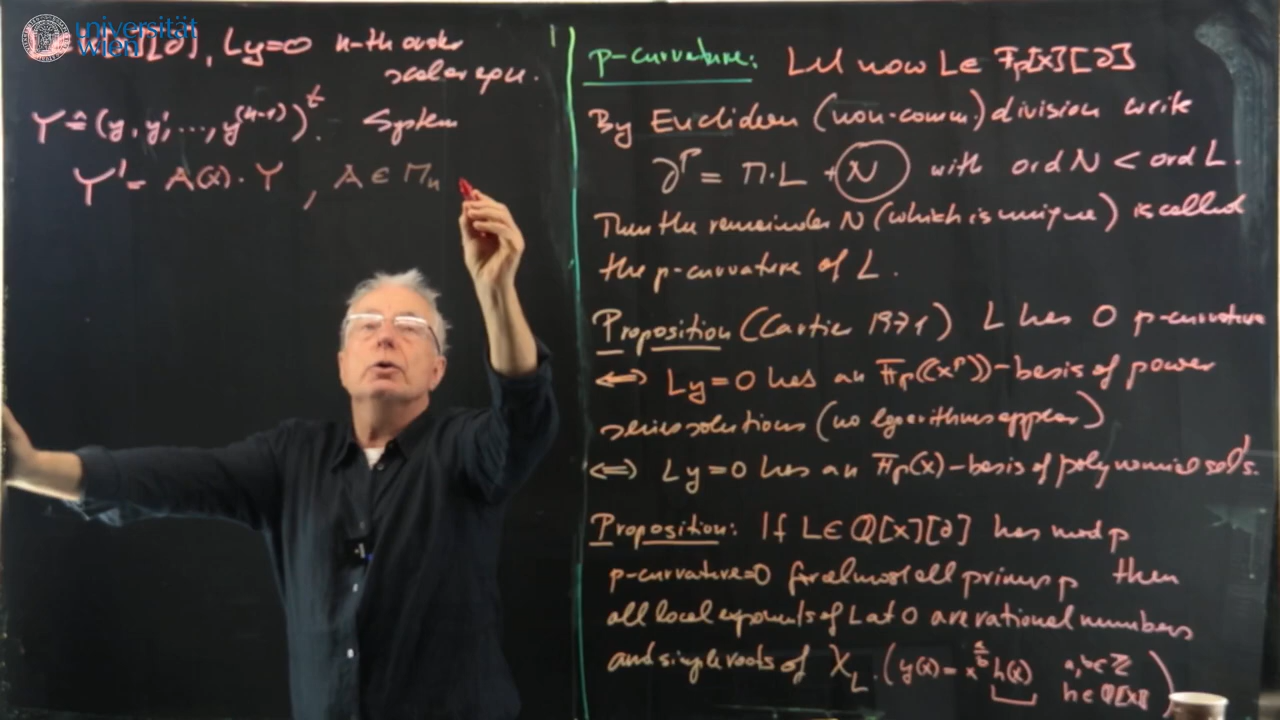 universität
wien
L∈ [x][∂], Ly=0 n-th order
scalar equ.
Y ≙ (y, y', ..., y^(n-1))^t. System
Y' = A(x)·Y , A ∈ M_n
p-curvature: Let now L∈ F_p[x][∂]
By Euclidean (non-comm.) division write
∂^p = M·L + N with ord N < ord L.
Then the remainder N (which is unique) is called
the p-curvature of L.
Proposition (Cartier 1971) L has 0 p-curvature
⟺ Ly=0 has an F_p((x^p))-basis of power
series solutions (no logarithms appear)
⟺ Ly=0 has an F_p(x)-basis of polynomial sol's.
Proposition: If L∈ Q[x][∂] has mod p
p-curvature=0 for almost all primes p then
all local exponents of L at 0 are rational numbers
and simple roots of χ_L. (y(x) = x^{a/b} h(x) a,b∈ℤ
h∈Q[[x]])